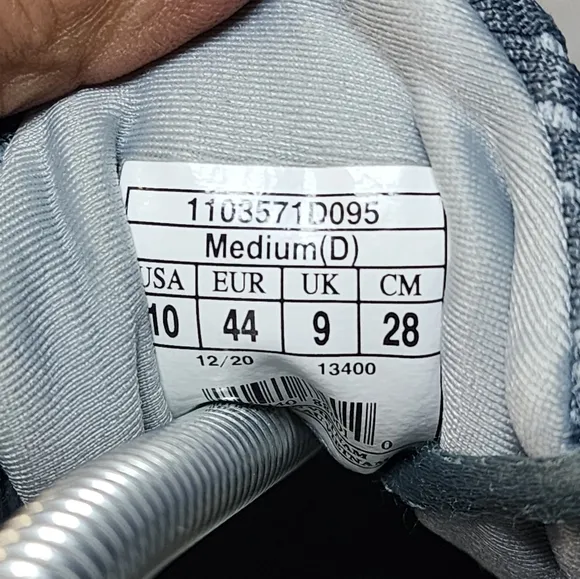 1103571D095
Medium(D)
USA EUR UK CM
10 44 9 28
12/20 13400